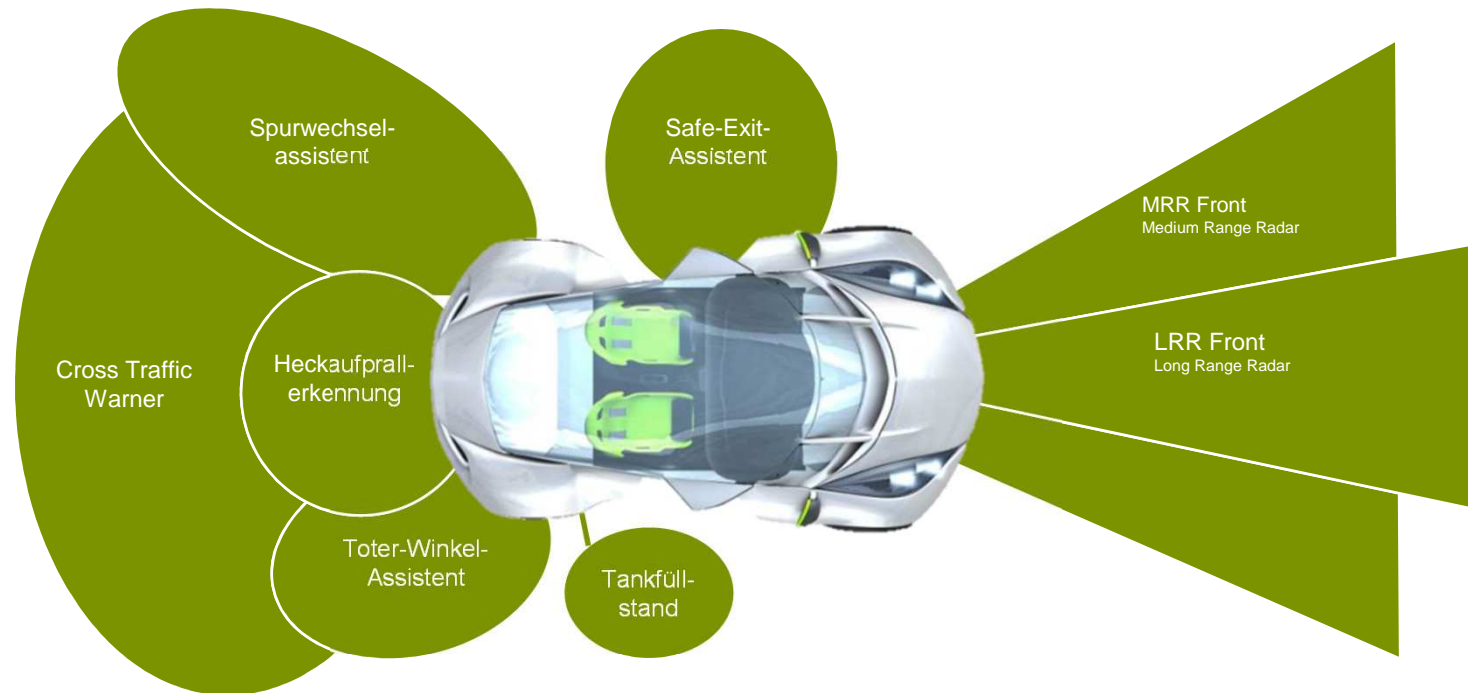 Spurwechsel-
assistent
Safe-Exit-
Assistent
MRR Front
Medium Range Radar
LRR Front
Long Range Radar
Cross Traffic
Warner
Heckaufprall-
erkennung
Toter-Winkel-
Assistent
Tankfüll-
stand